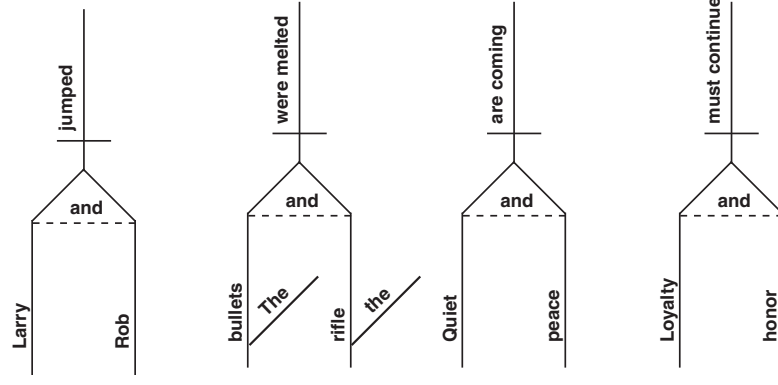 Larry
Rob
and
jumped
bullets
The
rifle
the
and
were melted
Quiet
peace
and
are coming
Loyalty
honor
and
must continue